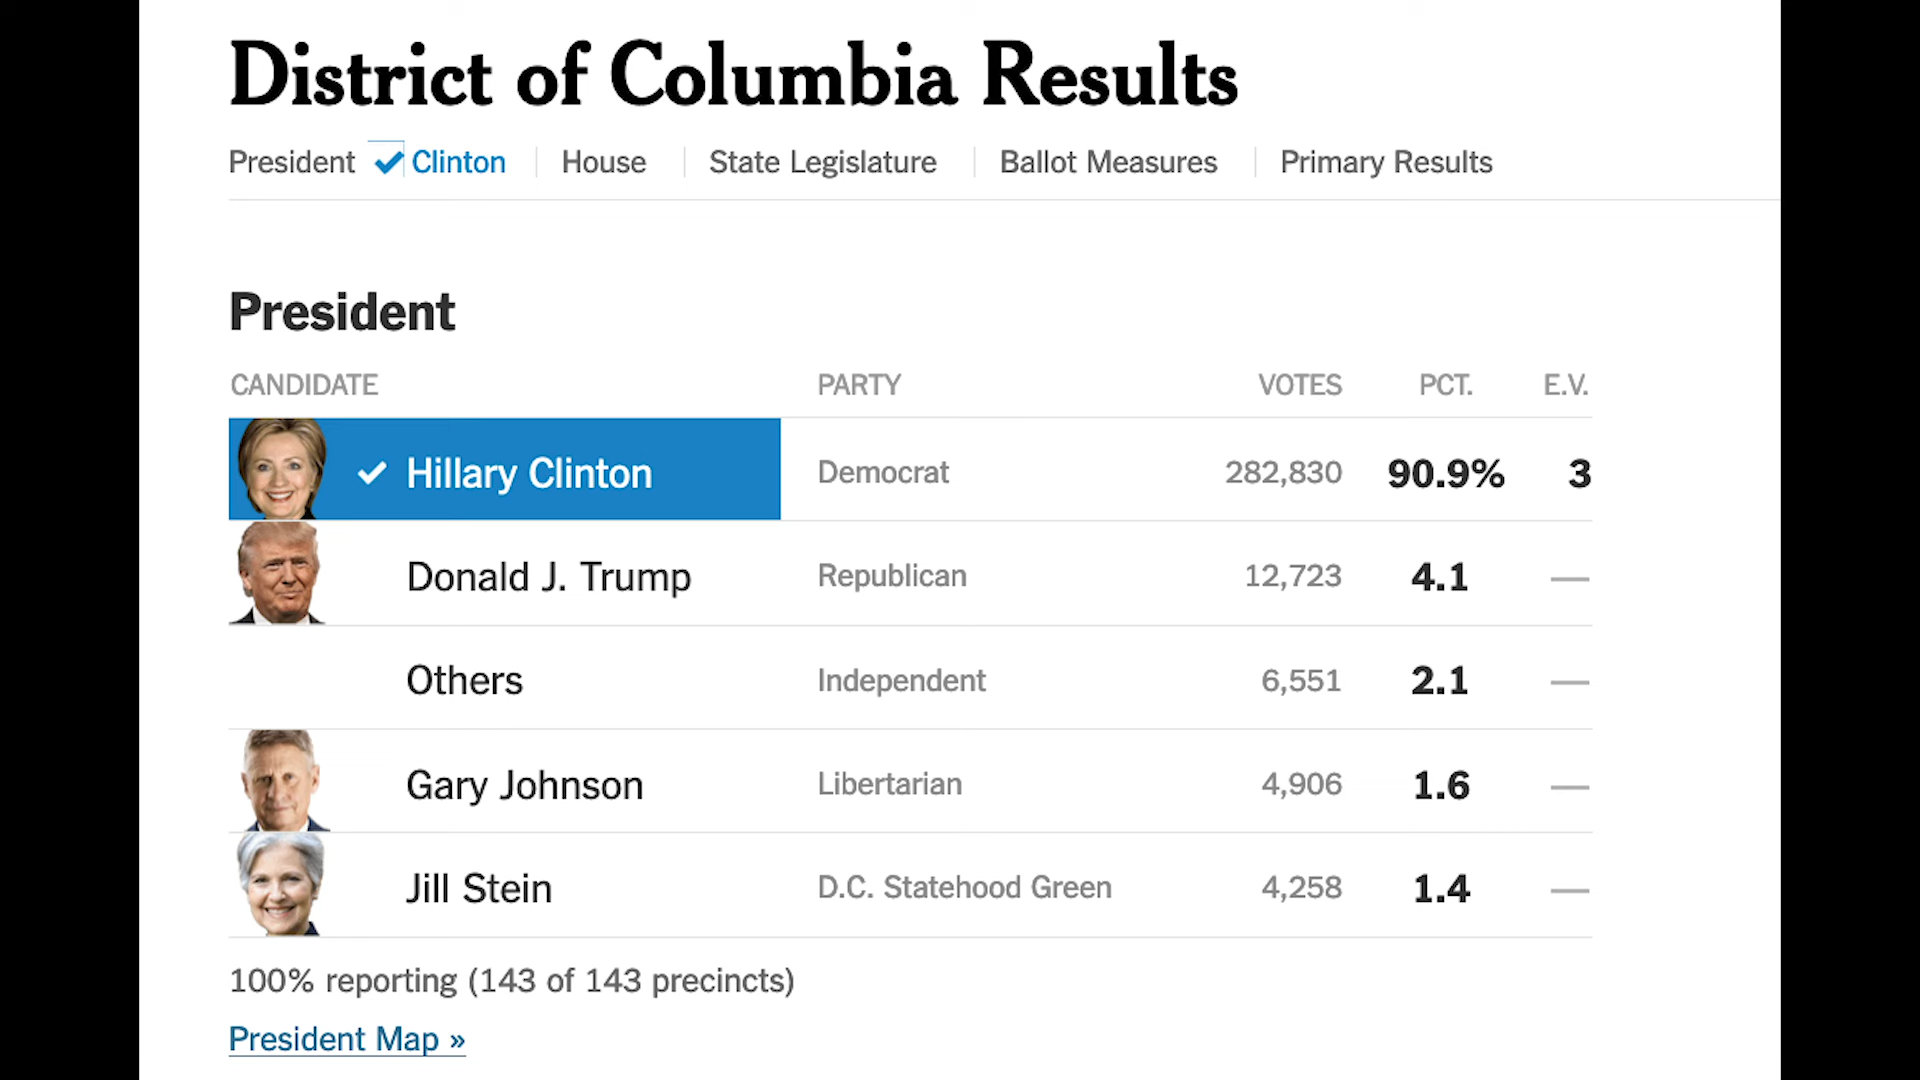 District of Columbia Results
President Clinton House State Legislature Ballot Measures Primary Results
President
CANDIDATE PARTY VOTES PCT. E.V.
Hillary Clinton Democrat 282,830 90.9% 3
Donald J. Trump Republican 12,723 4.1 —
Others Independent 6,551 2.1 —
Gary Johnson Libertarian 4,906 1.6 —
Jill Stein D.C. Statehood Green 4,258 1.4 —
100% reporting (143 of 143 precincts)
President Map »